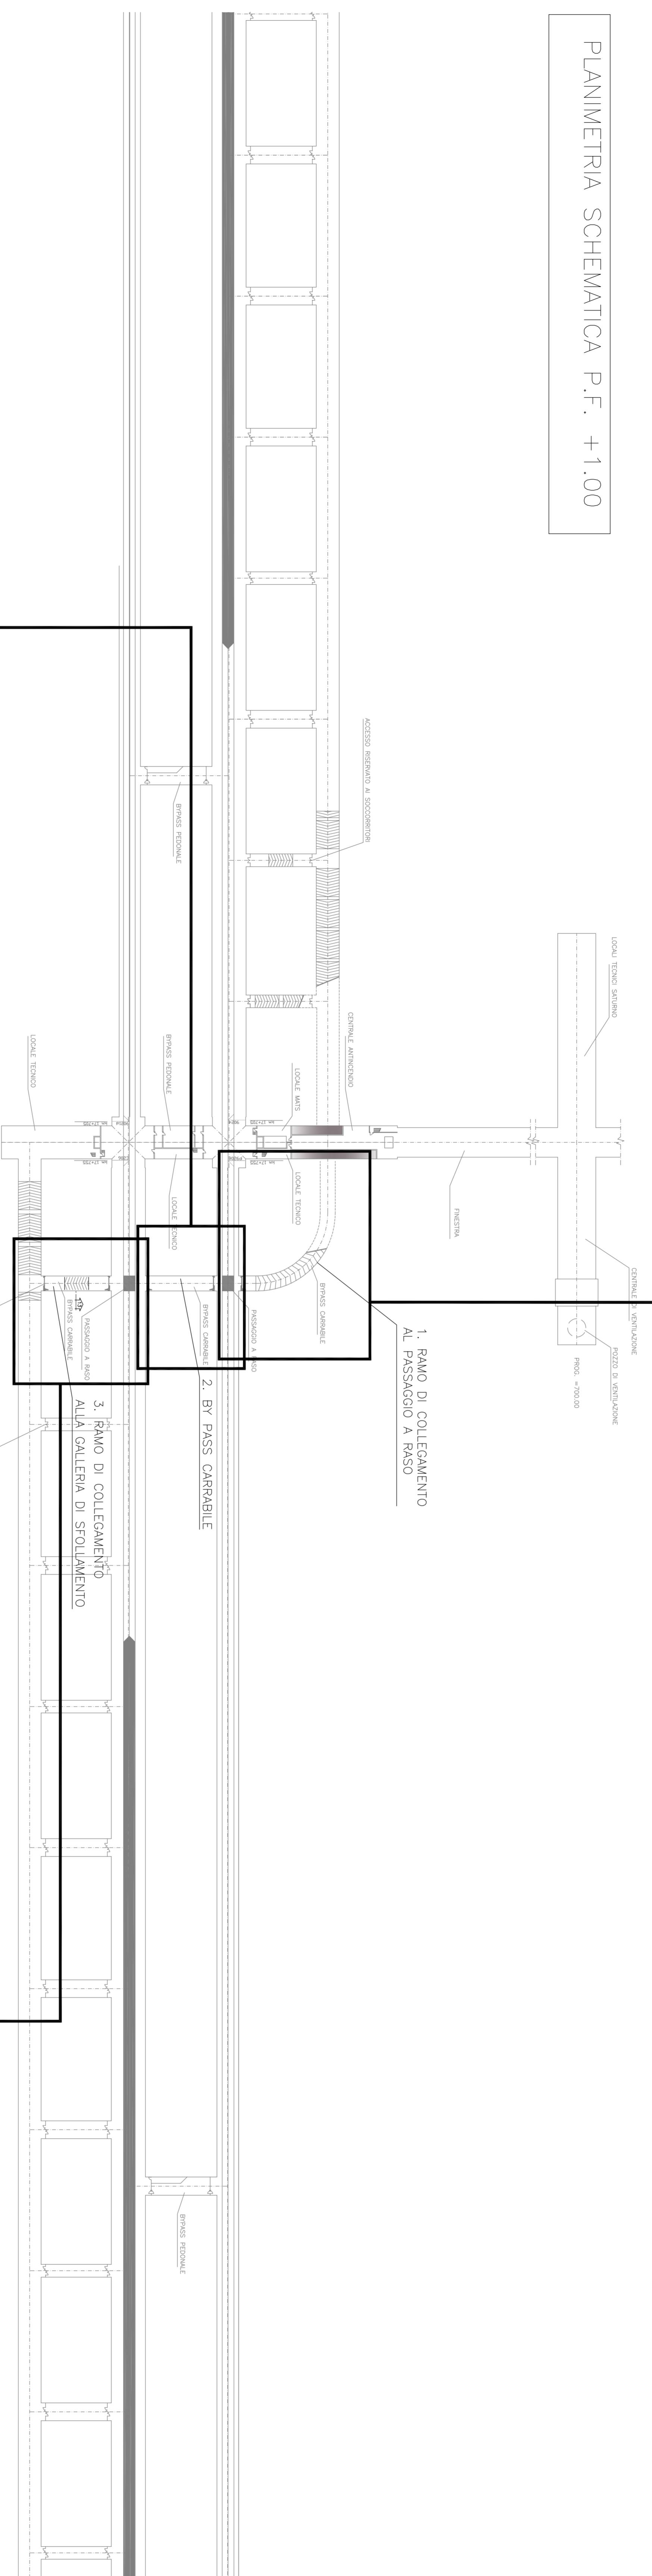 PLANIMETRIA SCHEMATICA P.F. +1.00
ACCESSO RISERVATO AI SOCCORRITORI
BYPASS PEDONALE
LOCALI TECNICI SATURNO
CENTRALE ANTINCENDIO
LOCALE MATS
BYPASS PEDONALE
LOCALE TECNICO
LOCALE TECNICO
LOCALE TECNICO
FINESTRA
CENTRALE DI VENTILAZIONE
POZZO DI VENTILAZIONE
PROG. =700.00
BYPASS CARRABILE
PASSAGGIO A RASO
BYPASS CARRABILE
PASSAGGIO A RASO
BYPASS CARRABILE
1. RAMO DI COLLEGAMENTO
AL PASSAGGIO A RASO
2. BY PASS CARRABILE
3. RAMO DI COLLEGAMENTO
ALLA GALLERIA DI SFOLLAMENTO
BYPASS PEDONALE